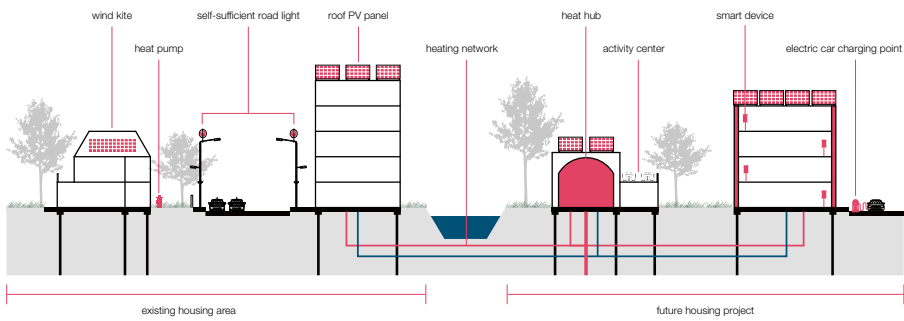 wind kite
self-sufficient road light
roof PV panel
heat hub
smart device
heat pump
heating network
activity center
electric car charging point
existing housing area
future housing project